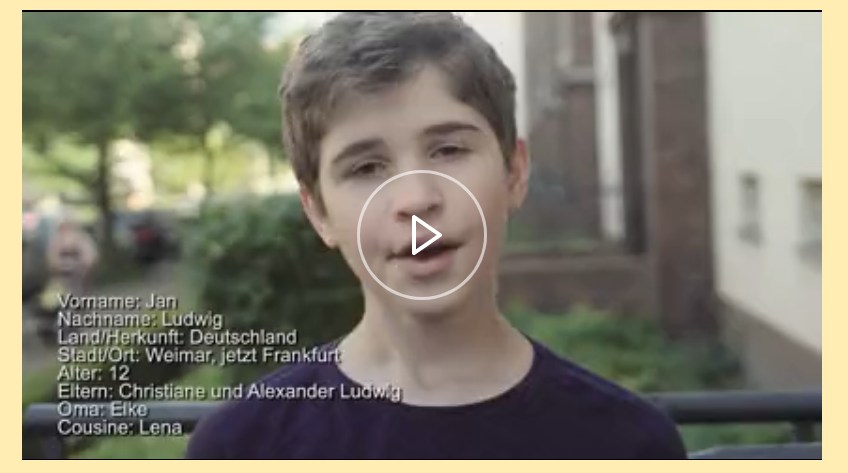 Vorname: Jan
Nachname: Ludwig
Land/Herkunft: Deutschland
Stadt/Ort: Weimar, jetzt Frankfurt
Alter: 12
Eltern: Christiane und Alexander Ludwig
Oma: Elke
Cousine: Lena